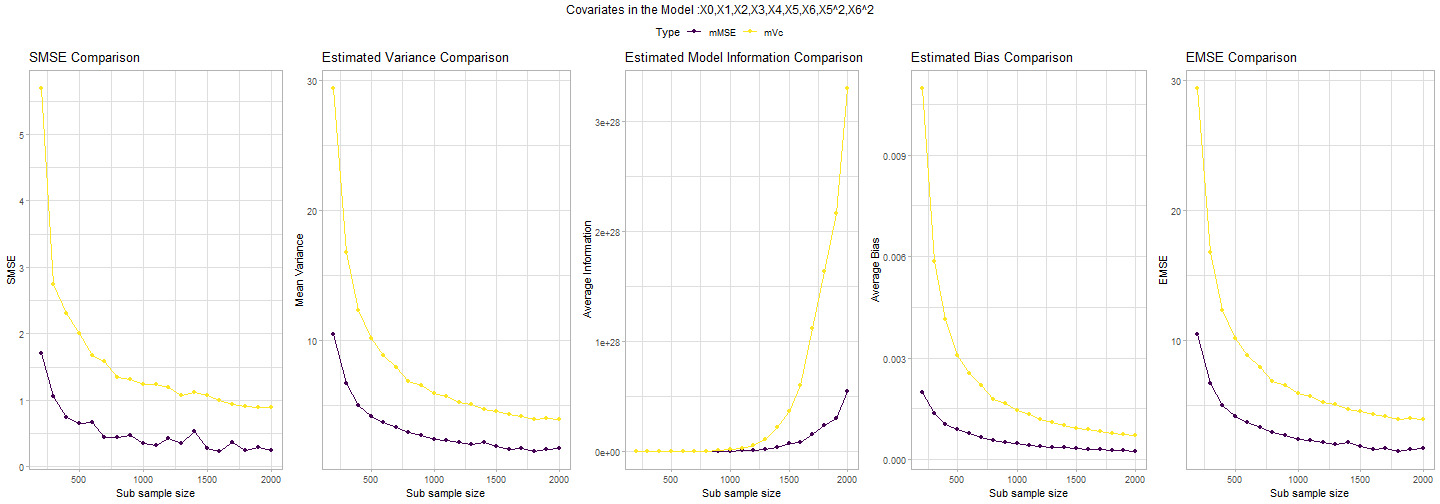 Covariates in the Model :X0,X1,X2,X3,X4,X5,X6,X5^2,X6^2
Type mMSE mVc
SMSE Comparison
SMSE
5
4
3
2
1
0
500 1000 1500 2000
Sub sample size
Estimated Variance Comparison
Mean Variance
30
20
10
500 1000 1500 2000
Sub sample size
Estimated Model Information Comparison
Average Information
3e+28
2e+28
1e+28
0e+00
500 1000 1500 2000
Sub sample size
Estimated Bias Comparison
Average Bias
0.009
0.006
0.003
0.000
500 1000 1500 2000
Sub sample size
EMSE Comparison
EMSE
30
20
10
500 1000 1500 2000
Sub sample size